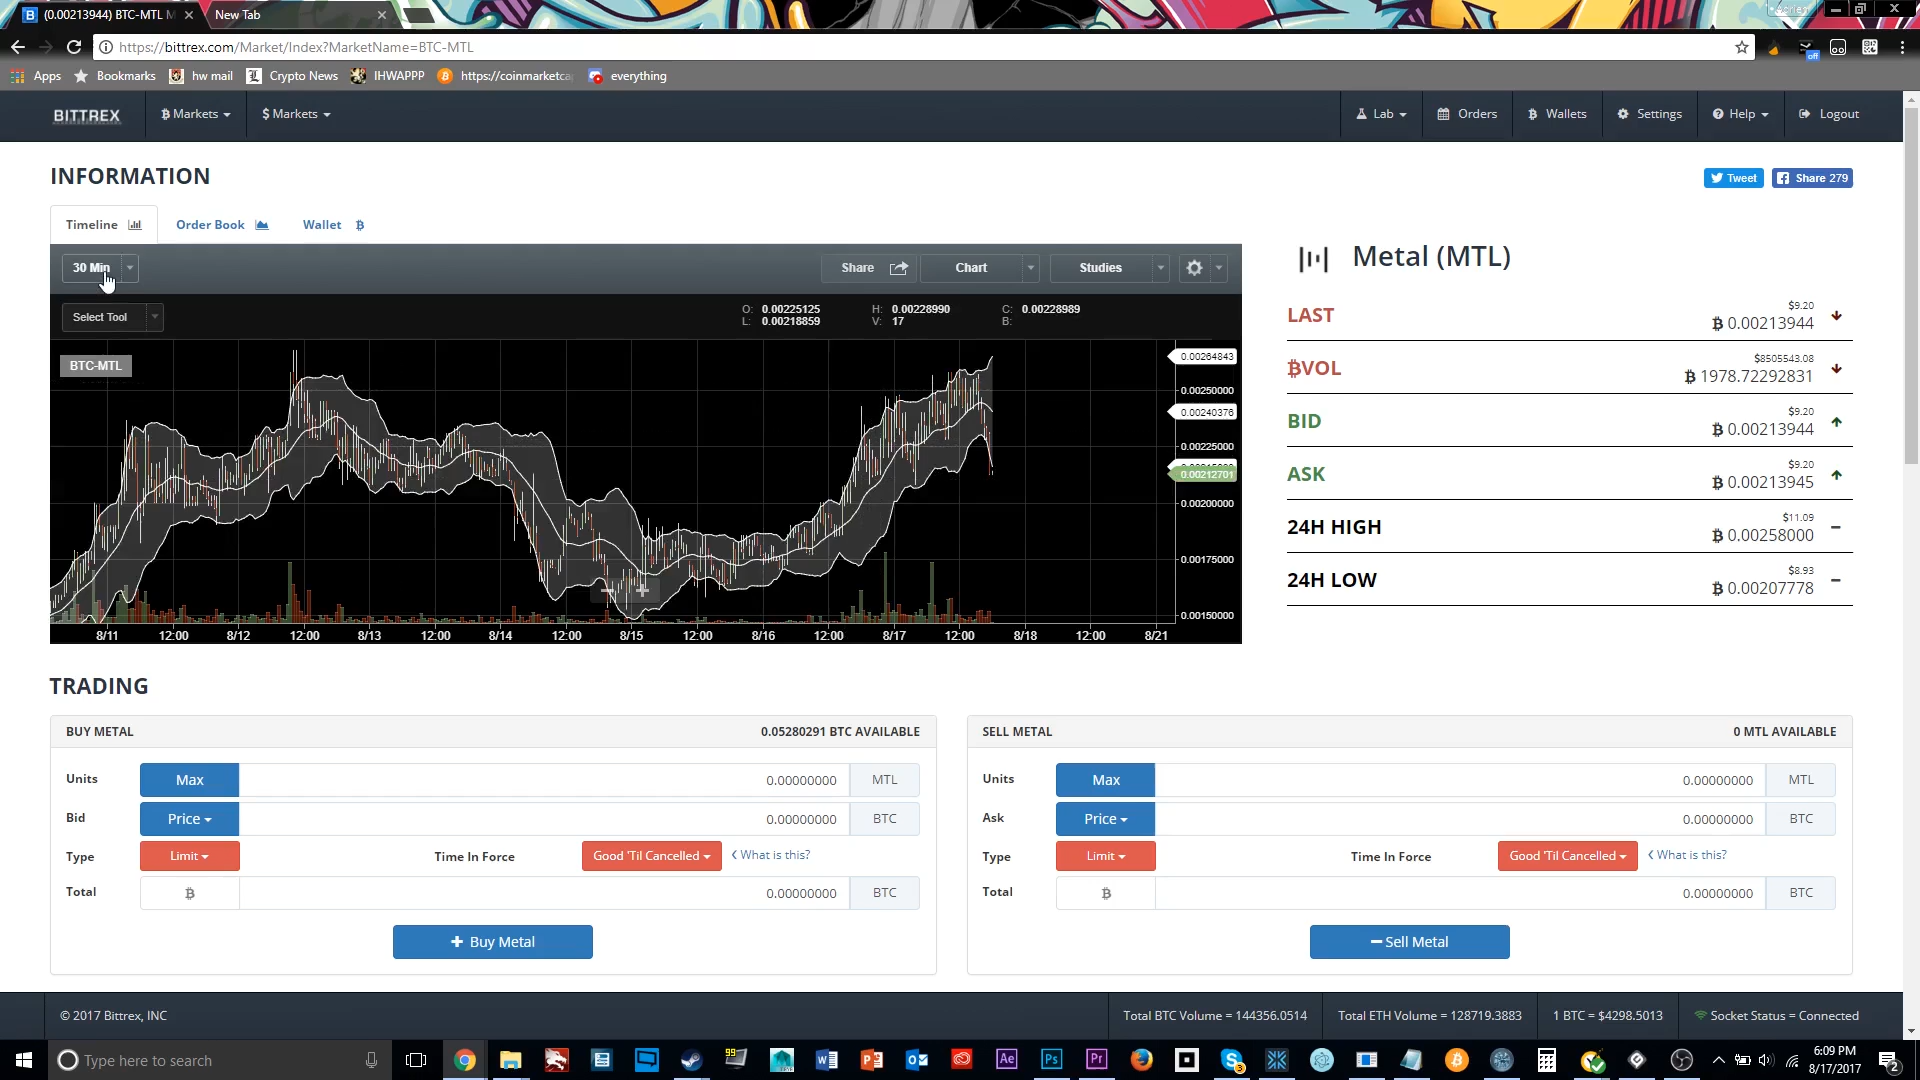 (0.00213944) BTC-MTL M
New Tab
https://bittrex.com/Market/Index?MarketName=BTC-MTL
Apps
Bookmarks
hw mail
Crypto News
IHWAPPP
https://coinmarketca
everything
off
BITTREX
Markets
$ Markets
Lab
Orders
Wallets
Settings
Help
Logout
INFORMATION
Tweet
Share 279
Timeline
Order Book
Wallet
30 Min
Share
Chart
Studies
Select Tool
O: 0.00225125 H: 0.00228990 C: 0.00228989
L: 0.00218859 V: 17 B:
BTC-MTL
0.00264843
0.00250000
0.00240376
0.00225000
0.00212701
0.00200000
0.00175000
0.00150000
8/11 12:00 8/12 12:00 8/13 12:00 8/14 12:00 8/15 12:00 8/16 12:00 8/17 12:00 8/18 12:00 8/21
Metal (MTL)
$9.20
LAST 0.00213944
$8505543.08
VOL 1978.72292831
$9.20
BID 0.00213944
$9.20
ASK 0.00213945
$11.09
24H HIGH 0.00258000
$8.93
24H LOW 0.00207778
TRADING
BUY METAL 0.05280291 BTC AVAILABLE
Units Max 0.00000000 MTL
Bid Price 0.00000000 BTC
Type Limit Time In Force Good 'Til Cancelled What is this?
Total 0.00000000 BTC
+ Buy Metal
SELL METAL 0 MTL AVAILABLE
Units Max 0.00000000 MTL
Ask Price 0.00000000 BTC
Type Limit Time In Force Good 'Til Cancelled What is this?
Total 0.00000000 BTC
Sell Metal
© 2017 Bittrex, INC
Total BTC Volume = 144356.0514
Total ETH Volume = 128719.3883
1 BTC = $4298.5013
Socket Status = Connected
Type here to search
6:09 PM
8/17/2017